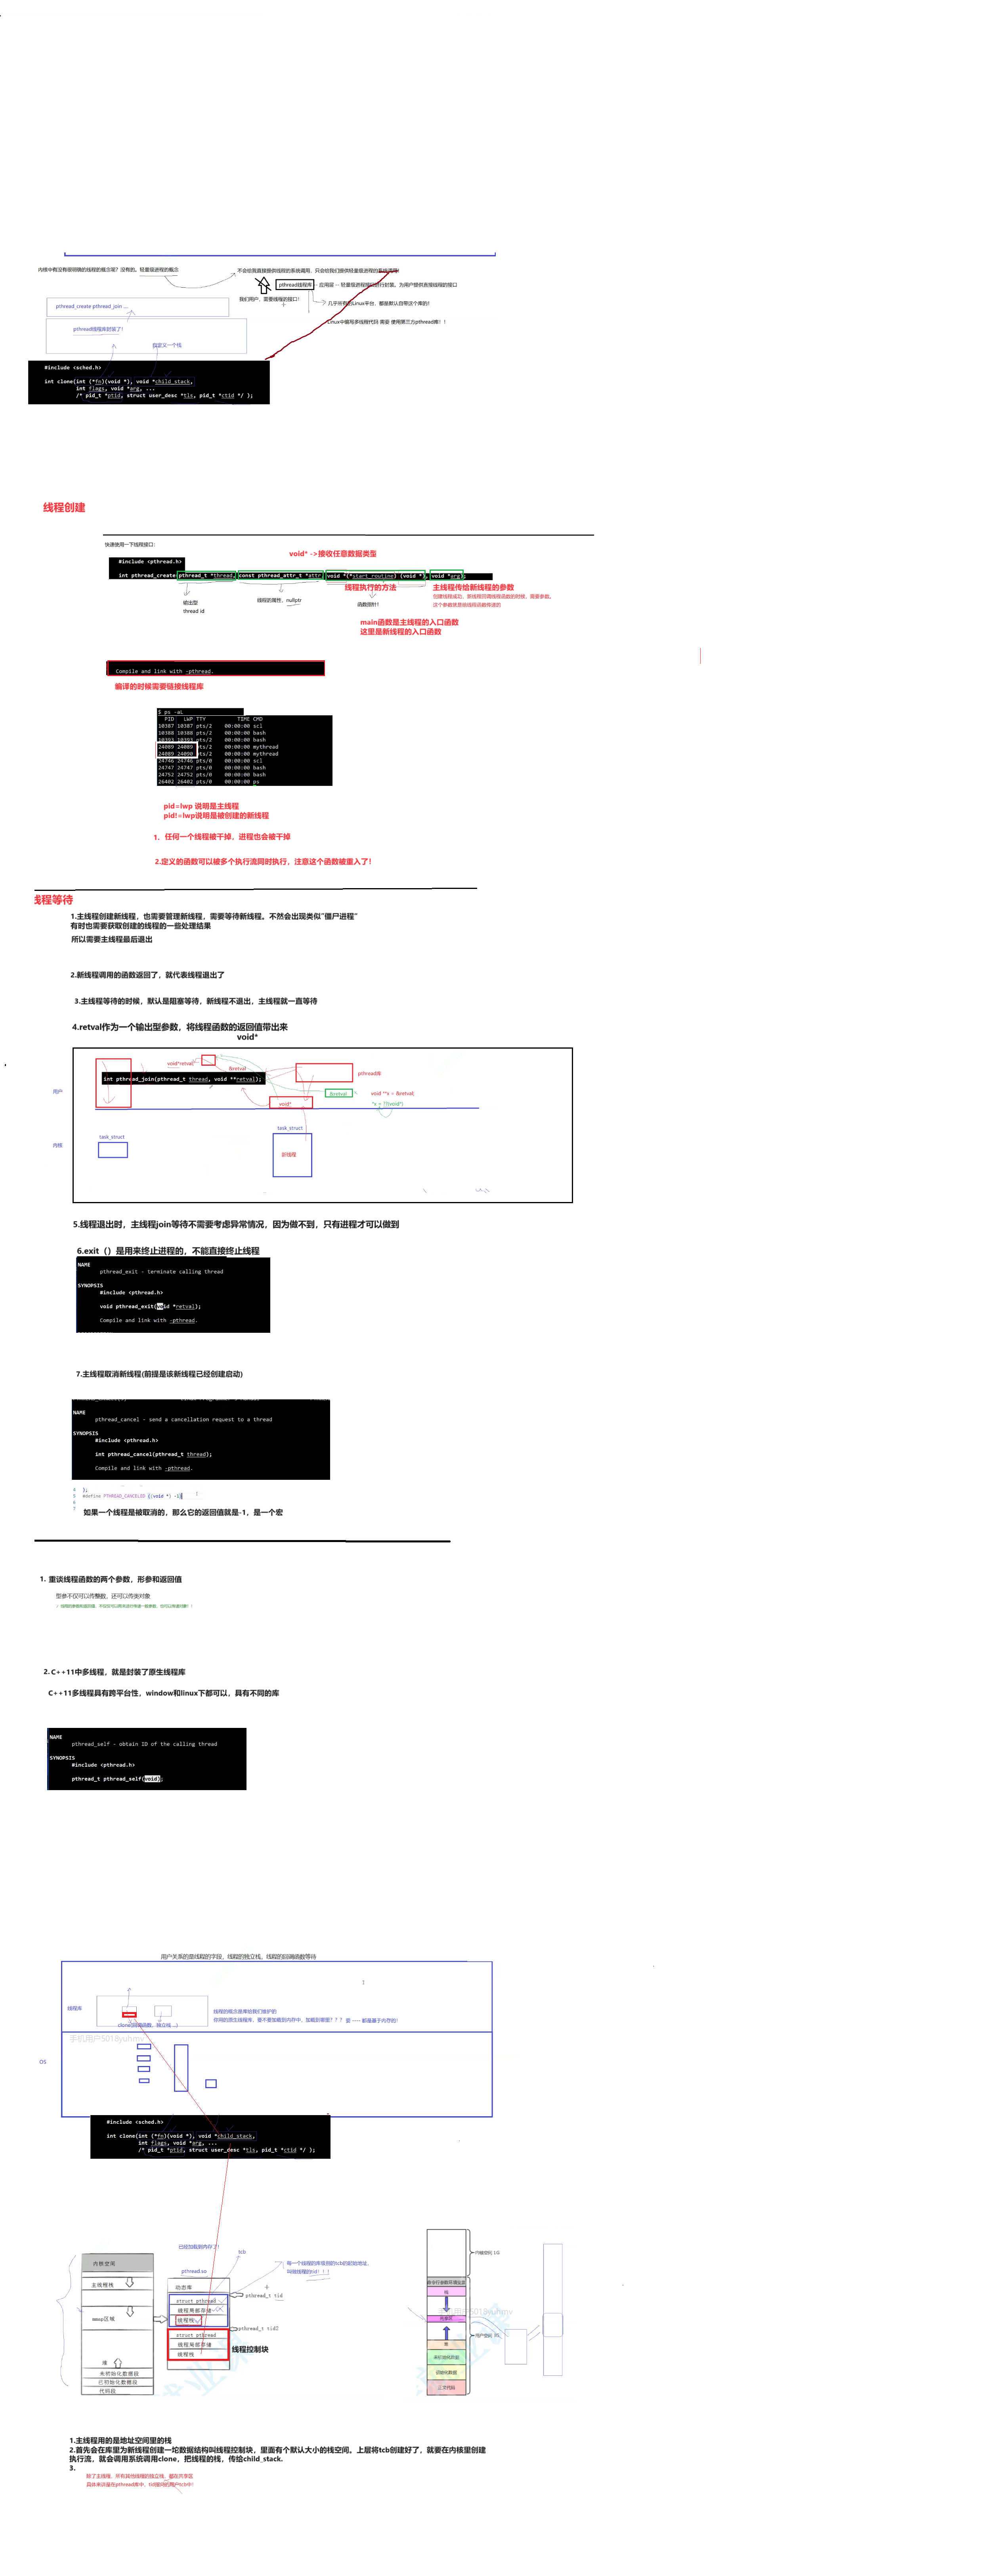 内核中有没有很明确的线程的概念呢？没有的。轻量级进程的概念
不会给我直接提供线程的系统调用，只会给我们提供轻量级进程的系统调用！
pthread线程库 -- 应用层 -- 轻量级进程接口进行封装。为用户提供直接线程的接口
我们用户，需要线程的接口！
几乎所有的Linux平台，都是默认自带这个库的！
Linux中编写多线程代码 需要 使用第三方pthread库！！
pthread_create pthread_join ....
pthread线程库封装了！
自定义一个栈
#include <sched.h>
int clone(int (*fn)(void *), void *child_stack,
int flags, void *arg, ...
/* pid_t *ptid, struct user_desc *tls, pid_t *ctid */ );
线程创建
快速使用一下线程接口：
void* ->接收任意数据类型
#include <pthread.h>
int pthread_create(pthread_t *thread, const pthread_attr_t *attr, void *(*start_routine) (void *), void *arg);
线程执行的方法
主线程传给新线程的参数
创建线程成功，新线程回调线程函数的时候，需要参数。
这个参数就是给线程函数传递的
输出型
thread id
线程的属性，nullptr
函数指针！
main函数是主线程的入口函数
这里是新线程的入口函数
Compile and link with -pthread.
编译的时候需要链接线程库
$ ps -aL
PID LWP TTY TIME CMD
10387 10387 pts/2 00:00:00 scl
10388 10388 pts/2 00:00:00 bash
10393 10393 pts/2 00:00:00 bash
24089 24089 pts/2 00:00:00 mythread
24089 24090 pts/2 00:00:00 mythread
24746 24746 pts/0 00:00:00 scl
24747 24747 pts/0 00:00:00 bash
24752 24752 pts/0 00:00:00 bash
26402 26402 pts/0 00:00:00 ps
pid=lwp 说明是主线程
pid!=lwp说明是被创建的新线程
1. 任何一个线程被干掉，进程也会被干掉
2.定义的函数可以被多个执行流同时执行，注意这个函数被重入了！
线程等待
1.主线程创建新线程，也需要管理新线程，需要等待新线程。不然会出现类似“僵尸进程”
有时也需要获取创建的线程的一些处理结果
所以需要主线程最后退出
2.新线程调用的函数返回了，就代表线程退出了
3.主线程等待的时候，默认是阻塞等待，新线程不退出，主线程就一直等待
4.retval作为一个输出型参数，将线程函数的返回值带出来
void*
void*retval;
&retval
int pthread_join(pthread_t thread, void **retval);
pthread库
用户
&retval
void **x = &retval;
void*
*x = ??(void*;
task_struct
task_struct
内核
新线程
5.线程退出时，主线程join等待不需要考虑异常情况，因为做不到，只有进程才可以做到
6.exit（）是用来终止进程的，不能直接终止线程
NAME
pthread_exit - terminate calling thread
SYNOPSIS
#include <pthread.h>
void pthread_exit(void *retval);
Compile and link with -pthread.
7.主线程取消新线程(前提是该新线程已经创建启动)
NAME
pthread_cancel - send a cancellation request to a thread
SYNOPSIS
#include <pthread.h>
int pthread_cancel(pthread_t thread);
Compile and link with -pthread.
4 };
5 #define PTHREAD_CANCELED ((void *) -1)
6
7
如果一个线程是被取消的，那么它的返回值就是-1，是一个宏
1. 重谈线程函数的两个参数，形参和返回值
型参不仅可以传整数，还可以传类对象
2. C++11中多线程，就是封装了原生线程库
C++11多线程具有跨平台性，window和linux下都可以，具有不同的库
NAME
pthread_self - obtain ID of the calling thread
SYNOPSIS
#include <pthread.h>
pthread_t pthread_self(void);
用户关系的是线程的字段，线程的独立栈，线程的回调函数等待
线程库
线程的概念是库给我们维护的
你用的原生线程库，要不要加载到内存中，加载到哪里？？？ 要 ---- 都是基于内存的！
clone(回调函数，独立栈 ...)
手机用户5018yuhmv
OS
#include <sched.h>
int clone(int (*fn)(void *), void *child_stack,
int flags, void *arg, ...
/* pid_t *ptid, struct user_desc *tls, pid_t *ctid */ );
已经加载到内存了！
tcb
每一个线程的库级别的tcb的起始地址，
叫做线程的tid！！！
pthread.so
内核空间
主线程栈
mmap区域
堆
未初始化数据段
已初始化数据段
代码段
动态库
struct pthread
线程局部存储
线程栈
struct pthread
线程局部存储
线程栈
pthread_t tid
pthread_t tid2
线程控制块
内核空间 1G
命令行参数环境变量
栈
共享区
用户空间 3G
堆
未初始化数据
初始化数据
正文代码
1.主线程用的是地址空间里的栈
2.首先会在库里为新线程创建一坨数据结构叫线程控制块，里面有个默认大小的栈空间。上层将tcb创建好了，就要在内核里创建
执行流，就会调用系统调用clone，把线程的栈，传给child_stack.
3.
除了主线程，所有其他线程的独立栈，都在共享区
具体来讲是在pthread库中，tid指向的用户tcb中！